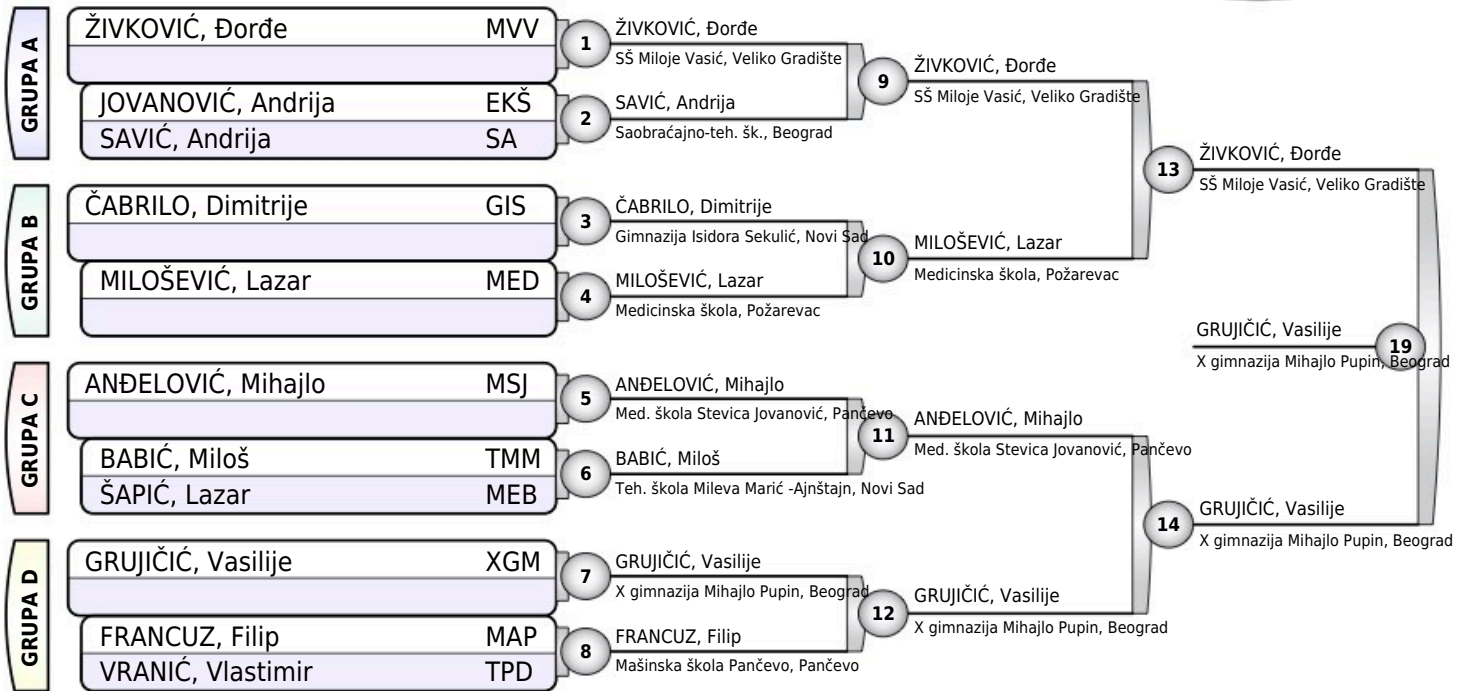 GRUPA A
ŽIVKOVIĆ, Đorđe MVV
JOVANOVIĆ, Andrija EKŠ
SAVIĆ, Andrija SA
1
ŽIVKOVIĆ, Đorđe
SŠ Miloje Vasić, Veliko Gradište
2
SAVIĆ, Andrija
Saobraćajno-teh. šk., Beograd
9
ŽIVKOVIĆ, Đorđe
SŠ Miloje Vasić, Veliko Gradište
GRUPA B
ČABRILO, Dimitrije GIS
MILOŠEVIĆ, Lazar MED
3
ČABRILO, Dimitrije
Gimnazija Isidora Sekulić, Novi Sad
4
MILOŠEVIĆ, Lazar
Medicinska škola, Požarevac
10
MILOŠEVIĆ, Lazar
Medicinska škola, Požarevac
13
ŽIVKOVIĆ, Đorđe
SŠ Miloje Vasić, Veliko Gradište
GRUPA C
ANĐELOVIĆ, Mihajlo MSJ
BABIĆ, Miloš TMM
ŠAPIĆ, Lazar MEB
5
ANĐELOVIĆ, Mihajlo
Med. škola Stevica Jovanović, Pančevo
6
BABIĆ, Miloš
Teh. škola Mileva Marić -Ajnštajn, Novi Sad
11
ANĐELOVIĆ, Mihajlo
Med. škola Stevica Jovanović, Pančevo
GRUPA D
GRUJIČIĆ, Vasilije XGM
FRANCUZ, Filip MAP
VRANIĆ, Vlastimir TPD
7
GRUJIČIĆ, Vasilije
X gimnazija Mihajlo Pupin, Beograd
8
FRANCUZ, Filip
Mašinska škola Pančevo, Pančevo
12
GRUJIČIĆ, Vasilije
X gimnazija Mihajlo Pupin, Beograd
14
GRUJIČIĆ, Vasilije
X gimnazija Mihajlo Pupin, Beograd
19
GRUJIČIĆ, Vasilije
X gimnazija Mihajlo Pupin, Beograd